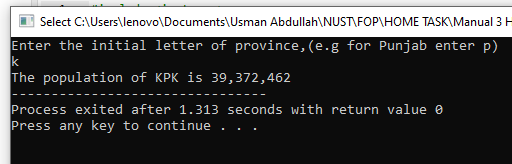 Select C:\Users\lenovo\Documents\Usman Abdullah\NUST\FOP\HOME TASK\Manual 3 H
Enter the initial letter of province,(e.g for Punjab enter p)
k
The population of KPK is 39,372,462
--------------------------------
Process exited after 1.313 seconds with return value 0
Press any key to continue . . .